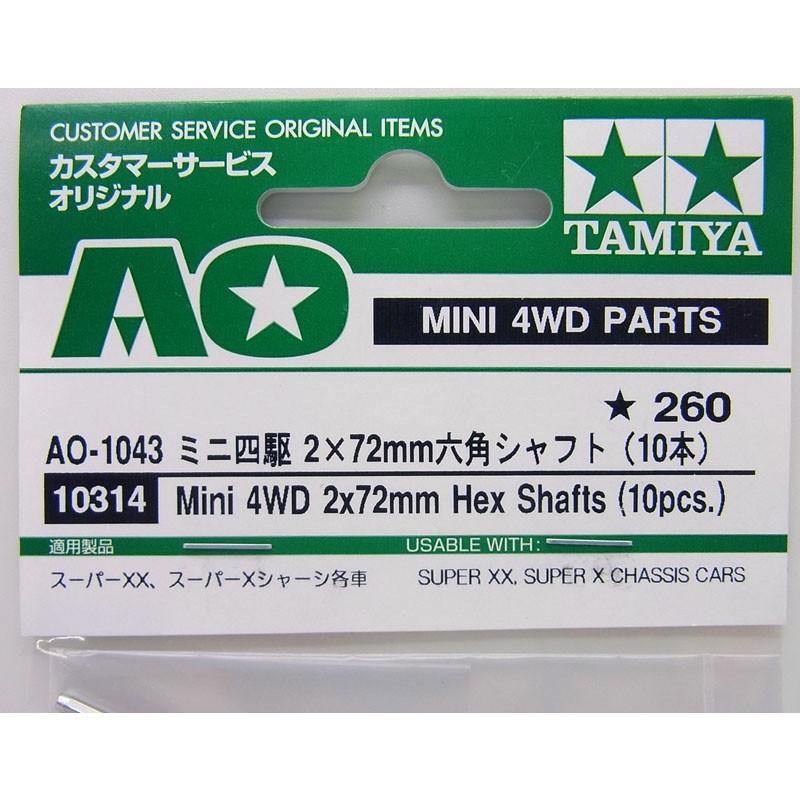 CUSTOMER SERVICE ORIGINAL ITEMS
カスタマーサービス
オリジナル
TAMIYA
AO
MINI 4WD PARTS
★ 260
AO-1043 ミニ四駆 2×72mm六角シャフト（10本）
10314 Mini 4WD 2x72mm Hex Shafts (10pcs.)
適用製品 USABLE WITH:
スーパーXX、スーパーXシャーシ各車 SUPER XX, SUPER X CHASSIS CARS